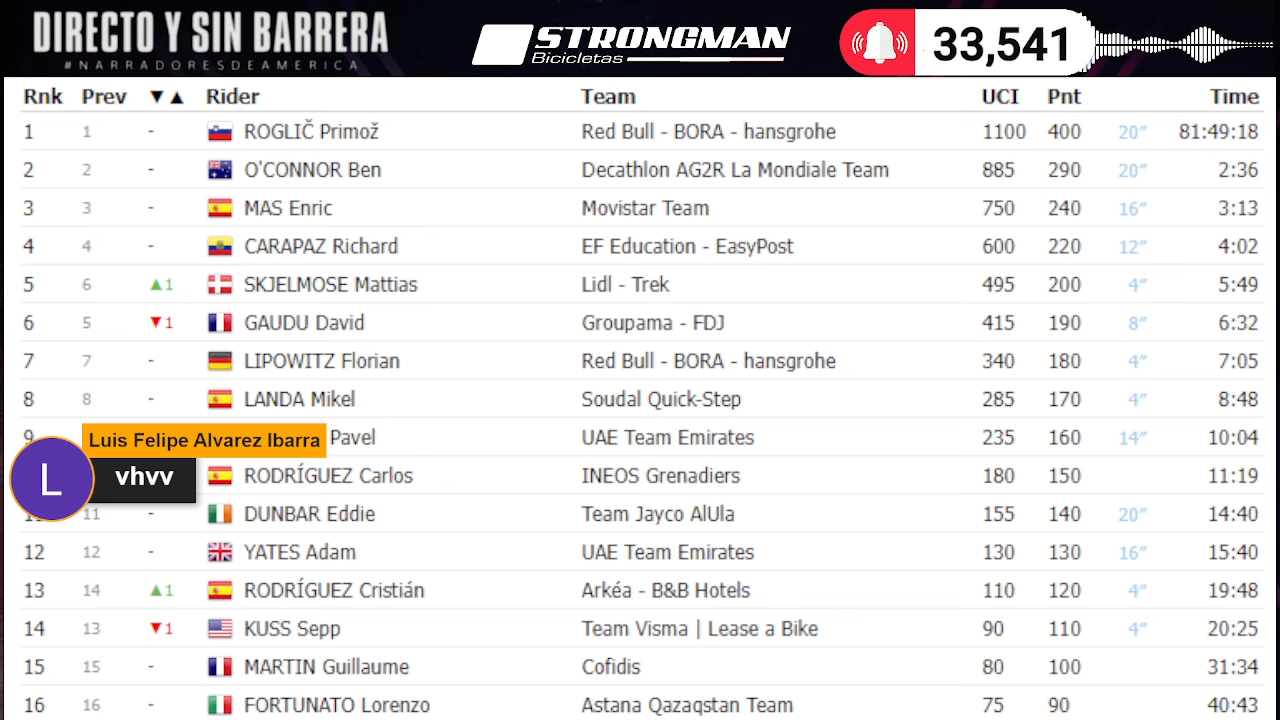 DIRECTO Y SIN BARRERA
#NARRADORESDEAMERICA
STRONGMAN
Bicicletas
33,541
Rnk Prev ▼▲ Rider Team UCI Pnt Time
1 1 - ROGLIČ Primož Red Bull - BORA - hansgrohe 1100 400 20″ 81:49:18
2 2 - O'CONNOR Ben Decathlon AG2R La Mondiale Team 885 290 20″ 2:36
3 3 - MAS Enric Movistar Team 750 240 16″ 3:13
4 4 - CARAPAZ Richard EF Education - EasyPost 600 220 12″ 4:02
5 6 ▲1 SKJELMOSE Mattias Lidl - Trek 495 200 4″ 5:49
6 5 ▼1 GAUDU David Groupama - FDJ 415 190 8″ 6:32
7 7 - LIPOWITZ Florian Red Bull - BORA - hansgrohe 340 180 4″ 7:05
8 8 - LANDA Mikel Soudal Quick-Step 285 170 4″ 8:48
9 Pavel UAE Team Emirates 235 160 14″ 10:04
Luis Felipe Alvarez Ibarra
L vhvv
RODRÍGUEZ Carlos INEOS Grenadiers 180 150 11:19
11 11 - DUNBAR Eddie Team Jayco AlUla 155 140 20″ 14:40
12 12 - YATES Adam UAE Team Emirates 130 130 16″ 15:40
13 14 ▲1 RODRÍGUEZ Cristián Arkéa - B&B Hotels 110 120 4″ 19:48
14 13 ▼1 KUSS Sepp Team Visma | Lease a Bike 90 110 4″ 20:25
15 15 - MARTIN Guillaume Cofidis 80 100 31:34
16 16 - FORTUNATO Lorenzo Astana Qazaqstan Team 75 90 40:43